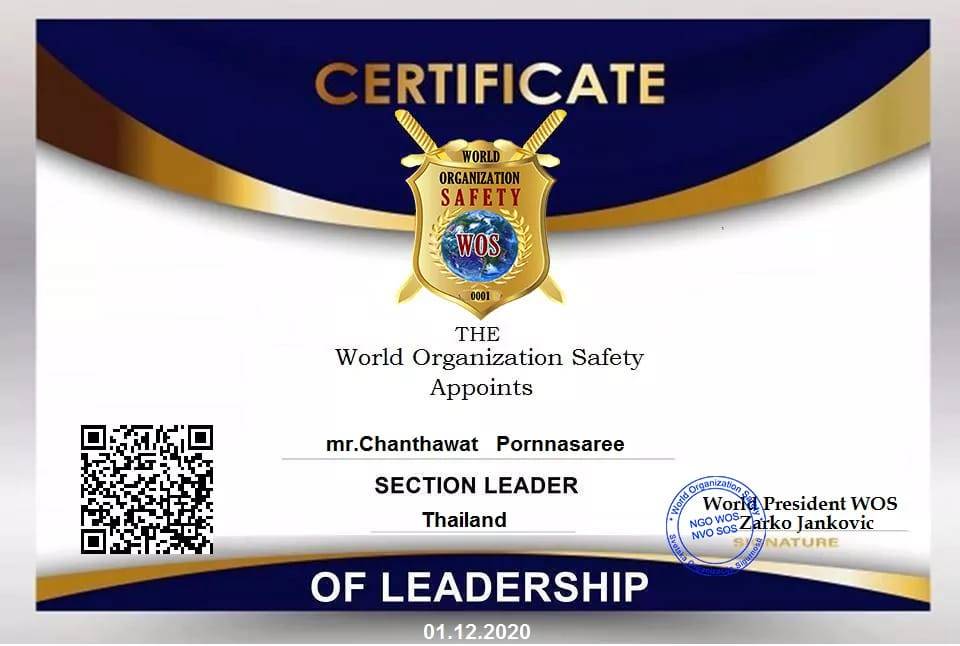 CERTIFICATE
WORLD
ORGANIZATION
SAFETY
WOS
0001
THE
World Organization Safety
Appoints
mr.Chanthawat Pornnasaree
SECTION LEADER
Thailand
World Organization
NGO WOS
NVO SOS
World President WOS
Zarko Jankovic
SIGNATURE
OF LEADERSHIP
01.12.2020